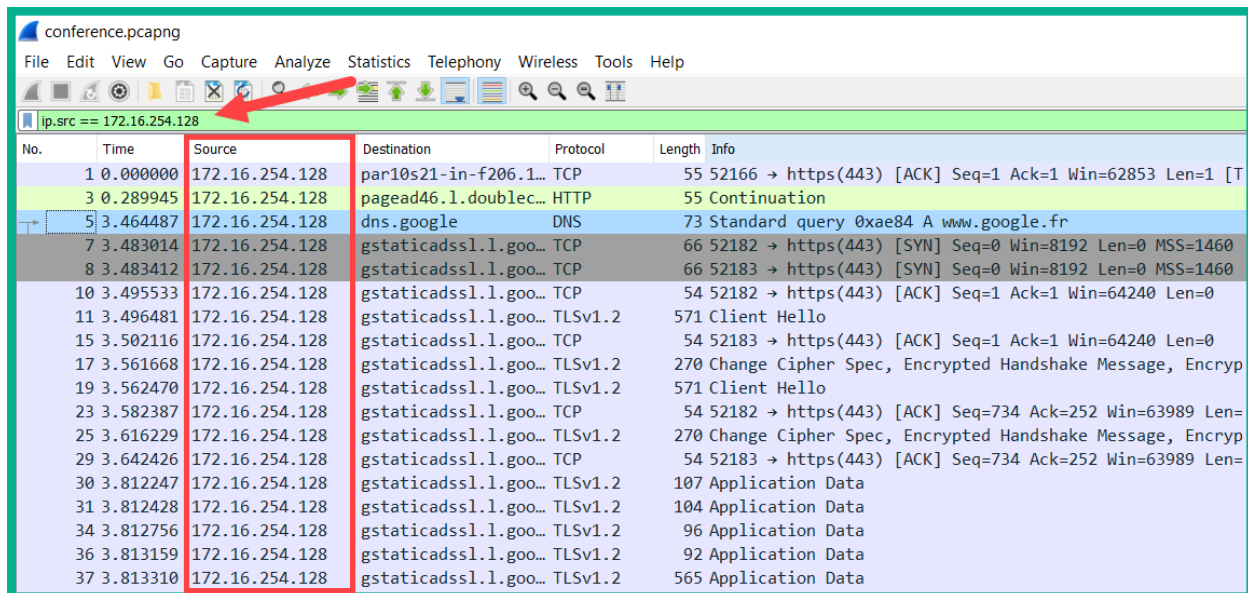 conference.pcapng
File Edit View Go Capture Analyze Statistics Telephony Wireless Tools Help
ip.src == 172.16.254.128
No. Time Source Destination Protocol Length Info
1 0.000000 172.16.254.128 par10s21-in-f206.1… TCP 55 52166 → https(443) [ACK] Seq=1 Ack=1 Win=62853 Len=1 [T
3 0.289945 172.16.254.128 pagead46.l.doublec… HTTP 55 Continuation
5 3.464487 172.16.254.128 dns.google DNS 73 Standard query 0xae84 A www.google.fr
7 3.483014 172.16.254.128 gstaticadssl.l.goo… TCP 66 52182 → https(443) [SYN] Seq=0 Win=8192 Len=0 MSS=1460
8 3.483412 172.16.254.128 gstaticadssl.l.goo… TCP 66 52183 → https(443) [SYN] Seq=0 Win=8192 Len=0 MSS=1460
10 3.495533 172.16.254.128 gstaticadssl.l.goo… TCP 54 52182 → https(443) [ACK] Seq=1 Ack=1 Win=64240 Len=0
11 3.496481 172.16.254.128 gstaticadssl.l.goo… TLSv1.2 571 Client Hello
15 3.502116 172.16.254.128 gstaticadssl.l.goo… TCP 54 52183 → https(443) [ACK] Seq=1 Ack=1 Win=64240 Len=0
17 3.561668 172.16.254.128 gstaticadssl.l.goo… TLSv1.2 270 Change Cipher Spec, Encrypted Handshake Message, Encryp
19 3.562470 172.16.254.128 gstaticadssl.l.goo… TLSv1.2 571 Client Hello
23 3.582387 172.16.254.128 gstaticadssl.l.goo… TCP 54 52182 → https(443) [ACK] Seq=734 Ack=252 Win=63989 Len=
25 3.616229 172.16.254.128 gstaticadssl.l.goo… TLSv1.2 270 Change Cipher Spec, Encrypted Handshake Message, Encryp
29 3.642426 172.16.254.128 gstaticadssl.l.goo… TCP 54 52183 → https(443) [ACK] Seq=734 Ack=252 Win=63989 Len=
30 3.812247 172.16.254.128 gstaticadssl.l.goo… TLSv1.2 107 Application Data
31 3.812428 172.16.254.128 gstaticadssl.l.goo… TLSv1.2 104 Application Data
34 3.812756 172.16.254.128 gstaticadssl.l.goo… TLSv1.2 96 Application Data
36 3.813159 172.16.254.128 gstaticadssl.l.goo… TLSv1.2 92 Application Data
37 3.813310 172.16.254.128 gstaticadssl.l.goo… TLSv1.2 565 Application Data